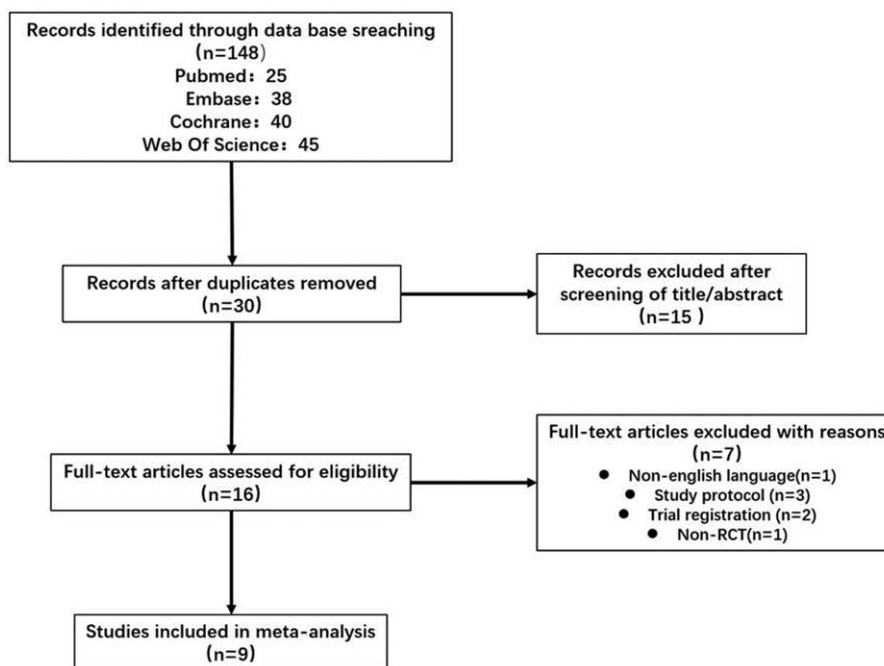 Records identified through data base sreaching
(n=148)
Pubmed：25
Embase：38
Cochrane：40
Web Of Science：45
Records after duplicates removed
(n=30)
Records excluded after
screening of title/abstract
(n=15 )
Full-text articles assessed for eligibility
(n=16)
Full-text articles excluded with reasons
(n=7)
● Non-english language(n=1)
● Study protocol (n=3)
● Trial registration (n=2)
● Non-RCT(n=1)
Studies included in meta-analysis
(n=9)